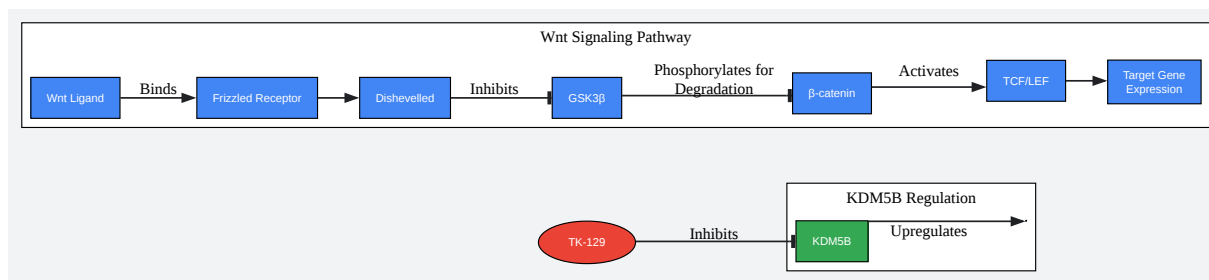 Wnt Signaling Pathway
Wnt Ligand
Binds
Frizzled Receptor
Dishevelled
Inhibits
GSK3β
Phosphorylates for
Degradation
β-catenin
Activates
TCF/LEF
Target Gene
Expression
KDM5B Regulation
TK-129
Inhibits
KDM5B
Upregulates